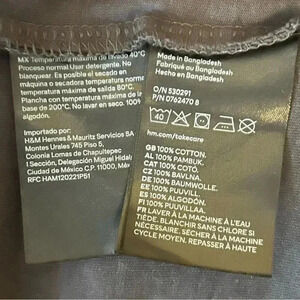 MX Temperatura máxima de lavado 40°C
Proceso normal User detergente. No
blanquear. Es posible el secado en
máquina o secadora normal a
temperatura máxima de salida 80°C.
Plancha con temperatura máxima de la
base de 200°C. No lavar en seco. 100%
algodón.
Importado por:
H&M Hennes & Mauritz Servicios SA
Montes Urales 745 Piso 5,
Colonia Lomas de Chapultepec
I Sección, Delegación Miguel Hidalgo
Ciudad de México C.P. 11000, México
RFC HAM120221P51
Made in Bangladesh
Fabriqué au Bangladesh
Hecho en Bangladesh
O/N 530291
P/N 0762470 8
40
hm.com/takecare
GB 100% COTTON.
AL 100% PAMBUK.
CAT 100% COTÓ.
CZ 100% BAVLNA.
DE 100% BAUMWOLLE.
EE 100% PUUVILL.
ES 100% ALGODÓN.
FI 100% PUUVILLAA.
FR LAVER À LA MACHINE À L'EAU
TIÈDE. BLANCHIR SANS CHLORE SI
NECESSAIRE. SÉCHER À LA MACHINE
CYCLE MOYEN. REPASSER À HAUTE